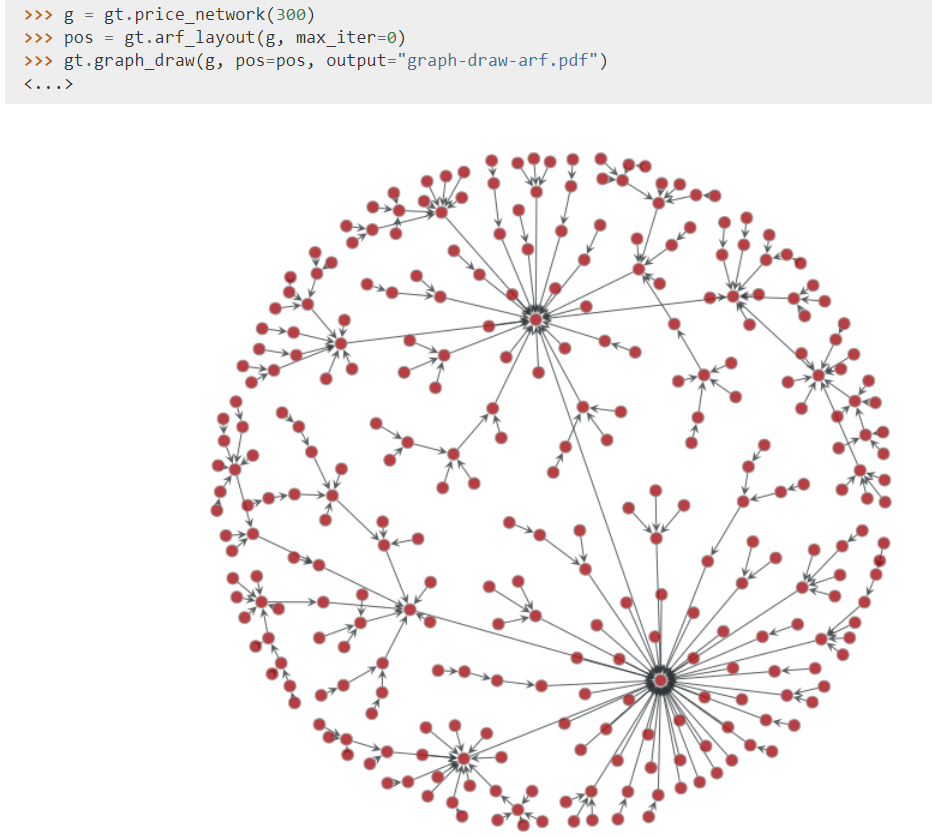 >>> g = gt.price_network(300)
>>> pos = gt.arf_layout(g, max_iter=0)
>>> gt.graph_draw(g, pos=pos, output="graph-draw-arf.pdf")
<...>